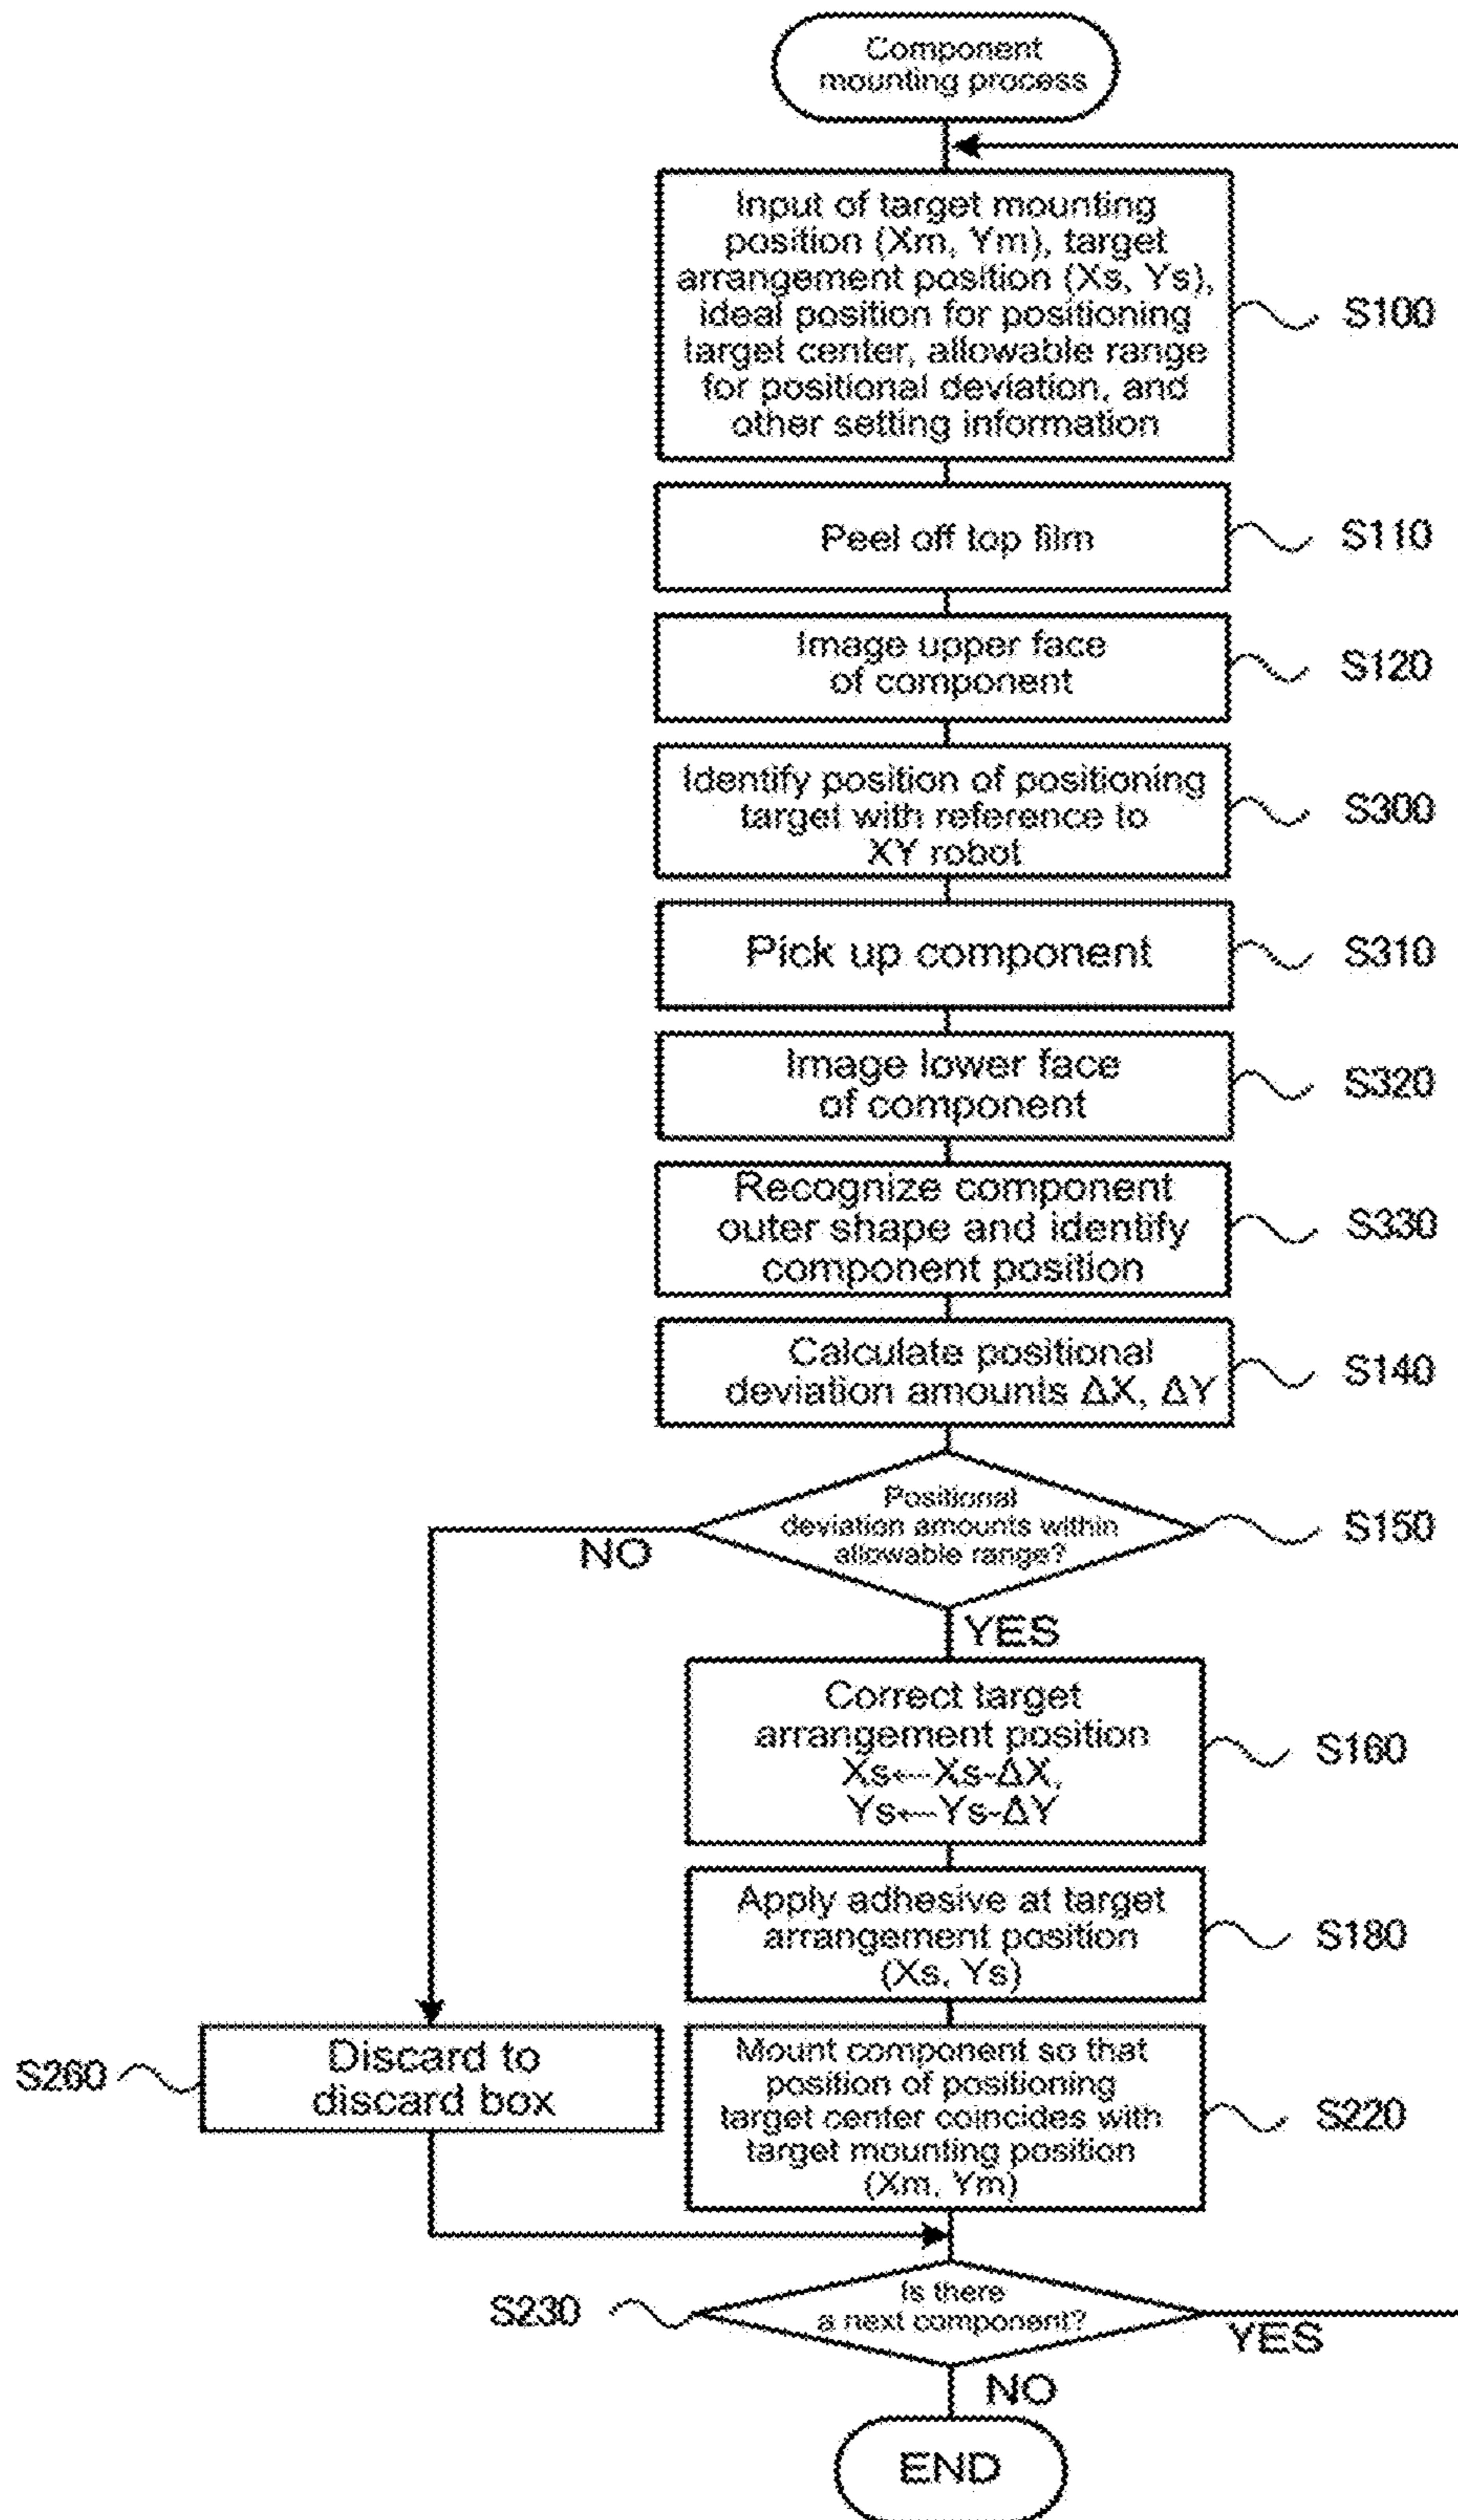 Component
mounting process
Input of target mounting
position (Xm, Ym), target
arrangement position (Xs, Ys),
ideal position for positioning
target center, allowable range
for positional deviation, and
other setting information
S100
Peel off top film
S110
Image upper face
of component
S120
Identify position of positioning
target with reference to
XY robot
S300
Pick up component
S310
Image lower face
of component
S320
Recognize component
outer shape and identify
component position
S330
Calculate positional
deviation amounts ΔX, ΔY
S140
Positional
deviation amounts within
allowable range?
S150
NO
YES
Correct target
arrangement position
Xs←Xs-ΔX,
Ys←Ys-ΔY
S160
Apply adhesive at target
arrangement position
(Xs, Ys)
S180
Discard to
discard box
S260
Mount component so that
position of positioning
target center coincides with
target mounting position
(Xm, Ym)
S220
Is there
a next component?
S230
YES
NO
END